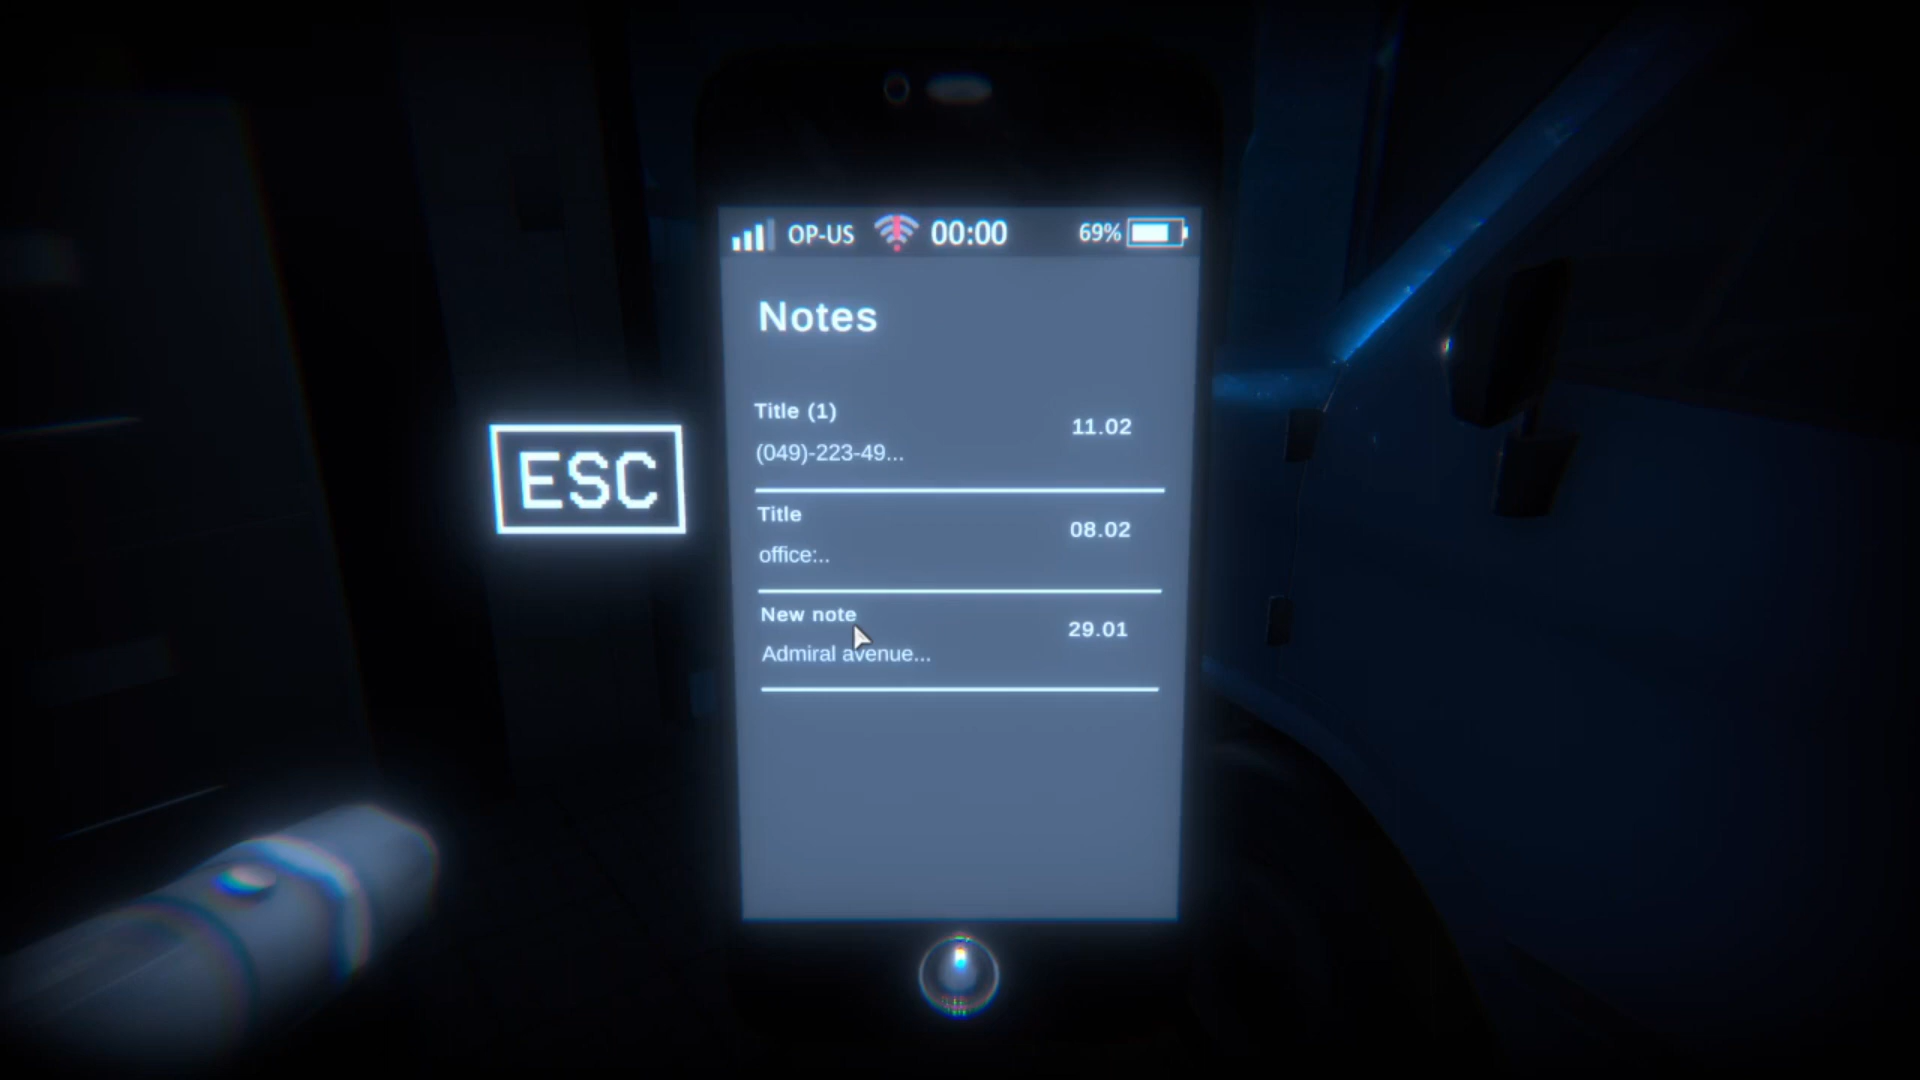 OP-US 00:00 69%
Notes
Title (1) 11.02
(049)-223-49...
ESC
Title 08.02
office:..
New note 29.01
Admiral avenue...